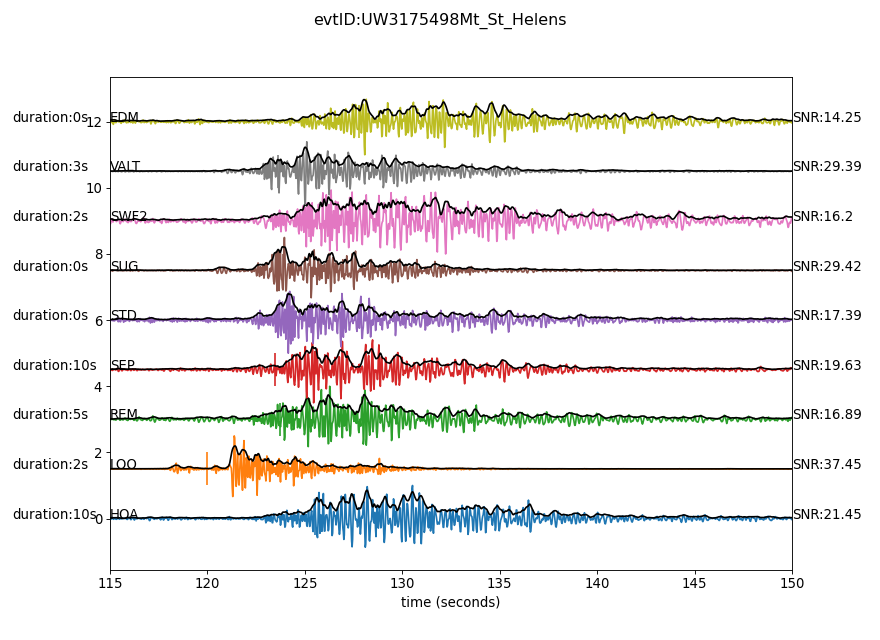 evtID:UW3175498Mt_St_Helens
duration:0s EDM SNR:14.25
12
duration:3s VALT SNR:29.39
10
duration:2s SWF2 SNR:16.2
8
duration:0s SUG SNR:29.42
duration:0s STD SNR:17.39
6
duration:10s SEP SNR:19.63
4
duration:5s REM SNR:16.89
2
duration:2s LOO SNR:37.45
duration:10s HOA SNR:21.45
0
115 120 125 130 135 140 145 150
time (seconds)